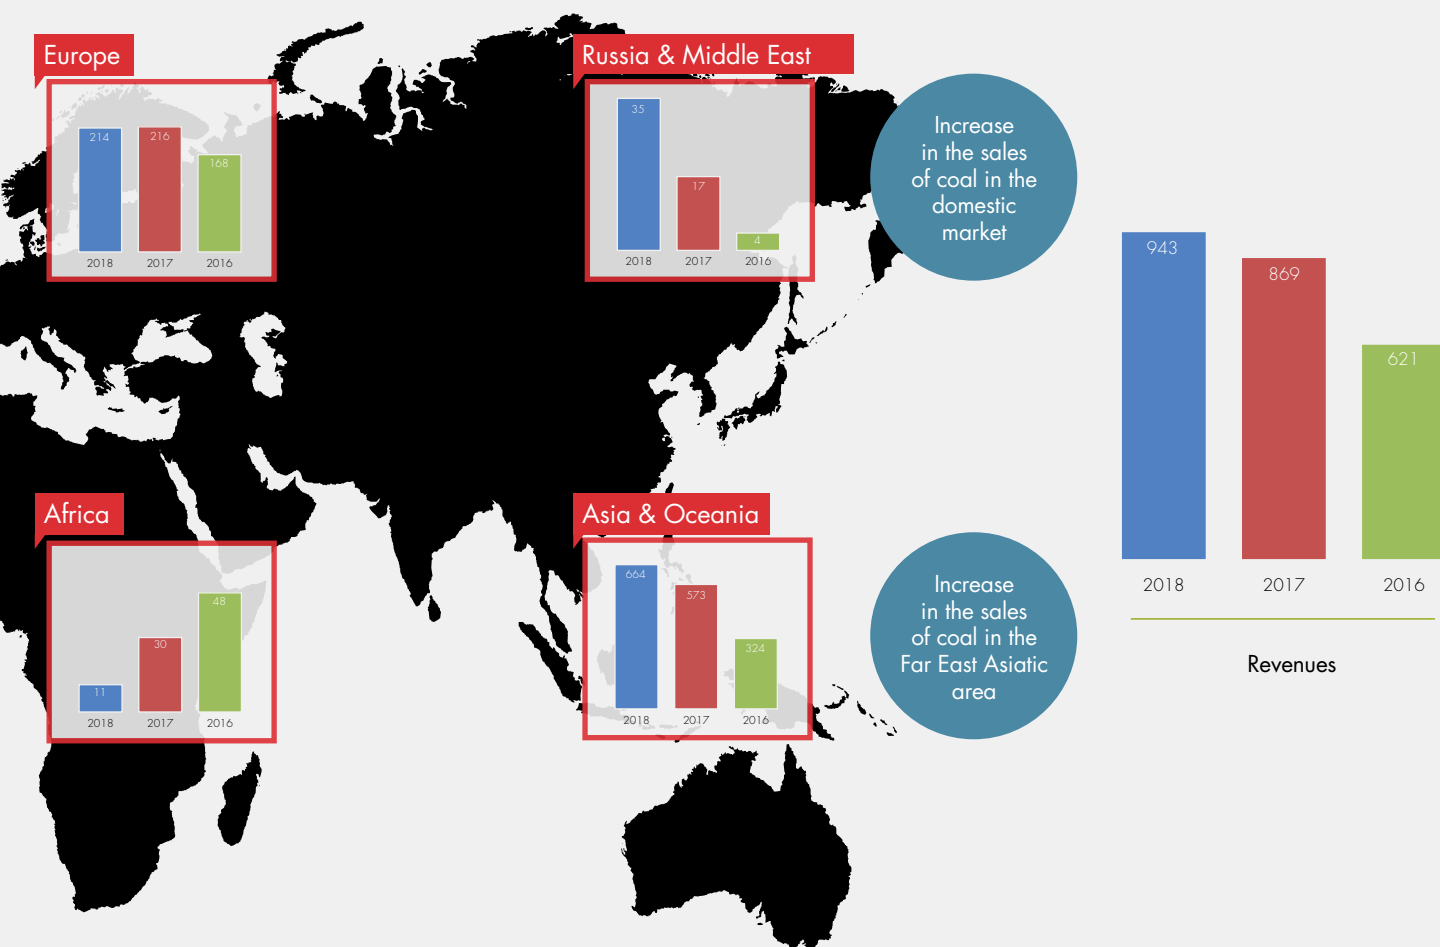 Europe
214
216
168
2018
2017
2016
Russia & Middle East
35
17
4
2018
2017
2016
Increase
in the sales
of coal in the
domestic
market
Africa
11
30
48
2018
2017
2016
Asia & Oceania
664
573
324
2018
2017
2016
Increase
in the sales
of coal in the
Far East Asiatic
area
943
869
621
2018
2017
2016
Revenues